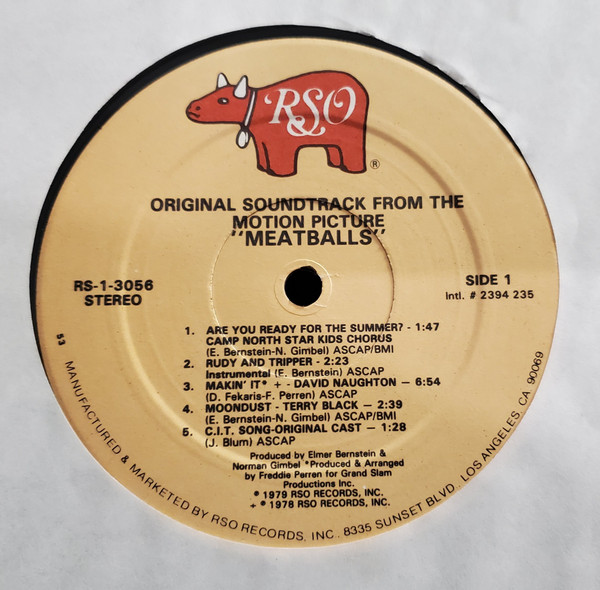 RSO
®
ORIGINAL SOUNDTRACK FROM THE
MOTION PICTURE
"MEATBALLS"
RS-1-3056
STEREO
SIDE 1
intl. # 2394 235
1. ARE YOU READY FOR THE SUMMER? - 1:47
CAMP NORTH STAR KIDS CHORUS
(E. Bernstein-N. Gimbel) ASCAP/BMI
2. RUDY AND TRIPPER - 2:23
Instrumental (E. Bernstein) ASCAP
3. MAKIN' IT* + - DAVID NAUGHTON — 6:54
(D. Fekaris-F. Perren) ASCAP
4. MOONDUST - TERRY BLACK — 2:39
(E. Bernstein-N. Gimbel) ASCAP/BMI
5. C.I.T. SONG-ORIGINAL CAST — 1:28
(J. Blum) ASCAP
Produced by Elmer Bernstein &
Norman Gimbel *Produced & Arranged
by Freddie Perren for Grand Slam
Productions Inc.
℗ 1979 RSO RECORDS, INC.
+ ℗ 1978 RSO RECORDS, INC.
53
MANUFACTURED & MARKETED BY RSO RECORDS, INC. 8335 SUNSET BLVD. LOS ANGELES, CA. 90069